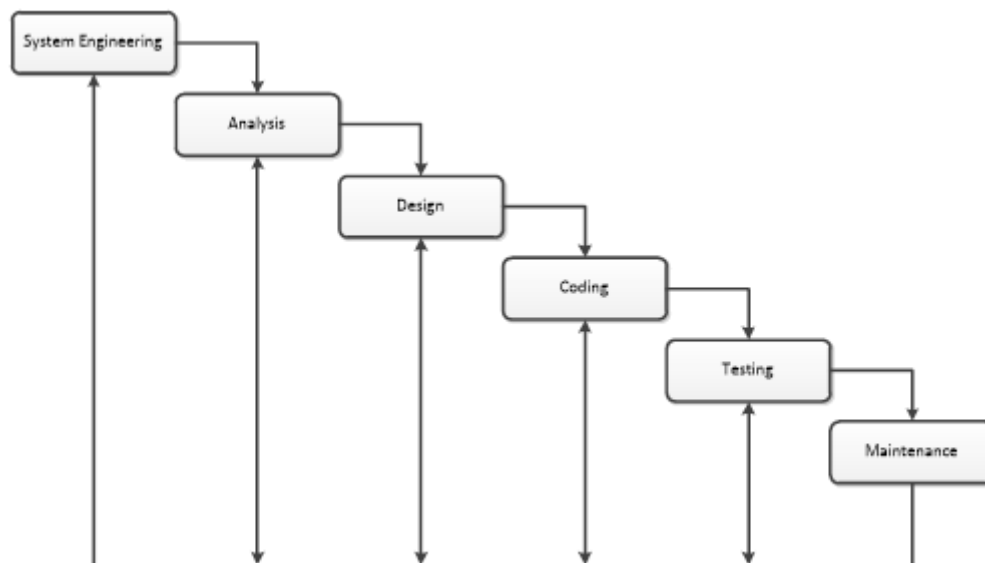 System Engineering
Analysis
Design
Coding
Testing
Maintenance